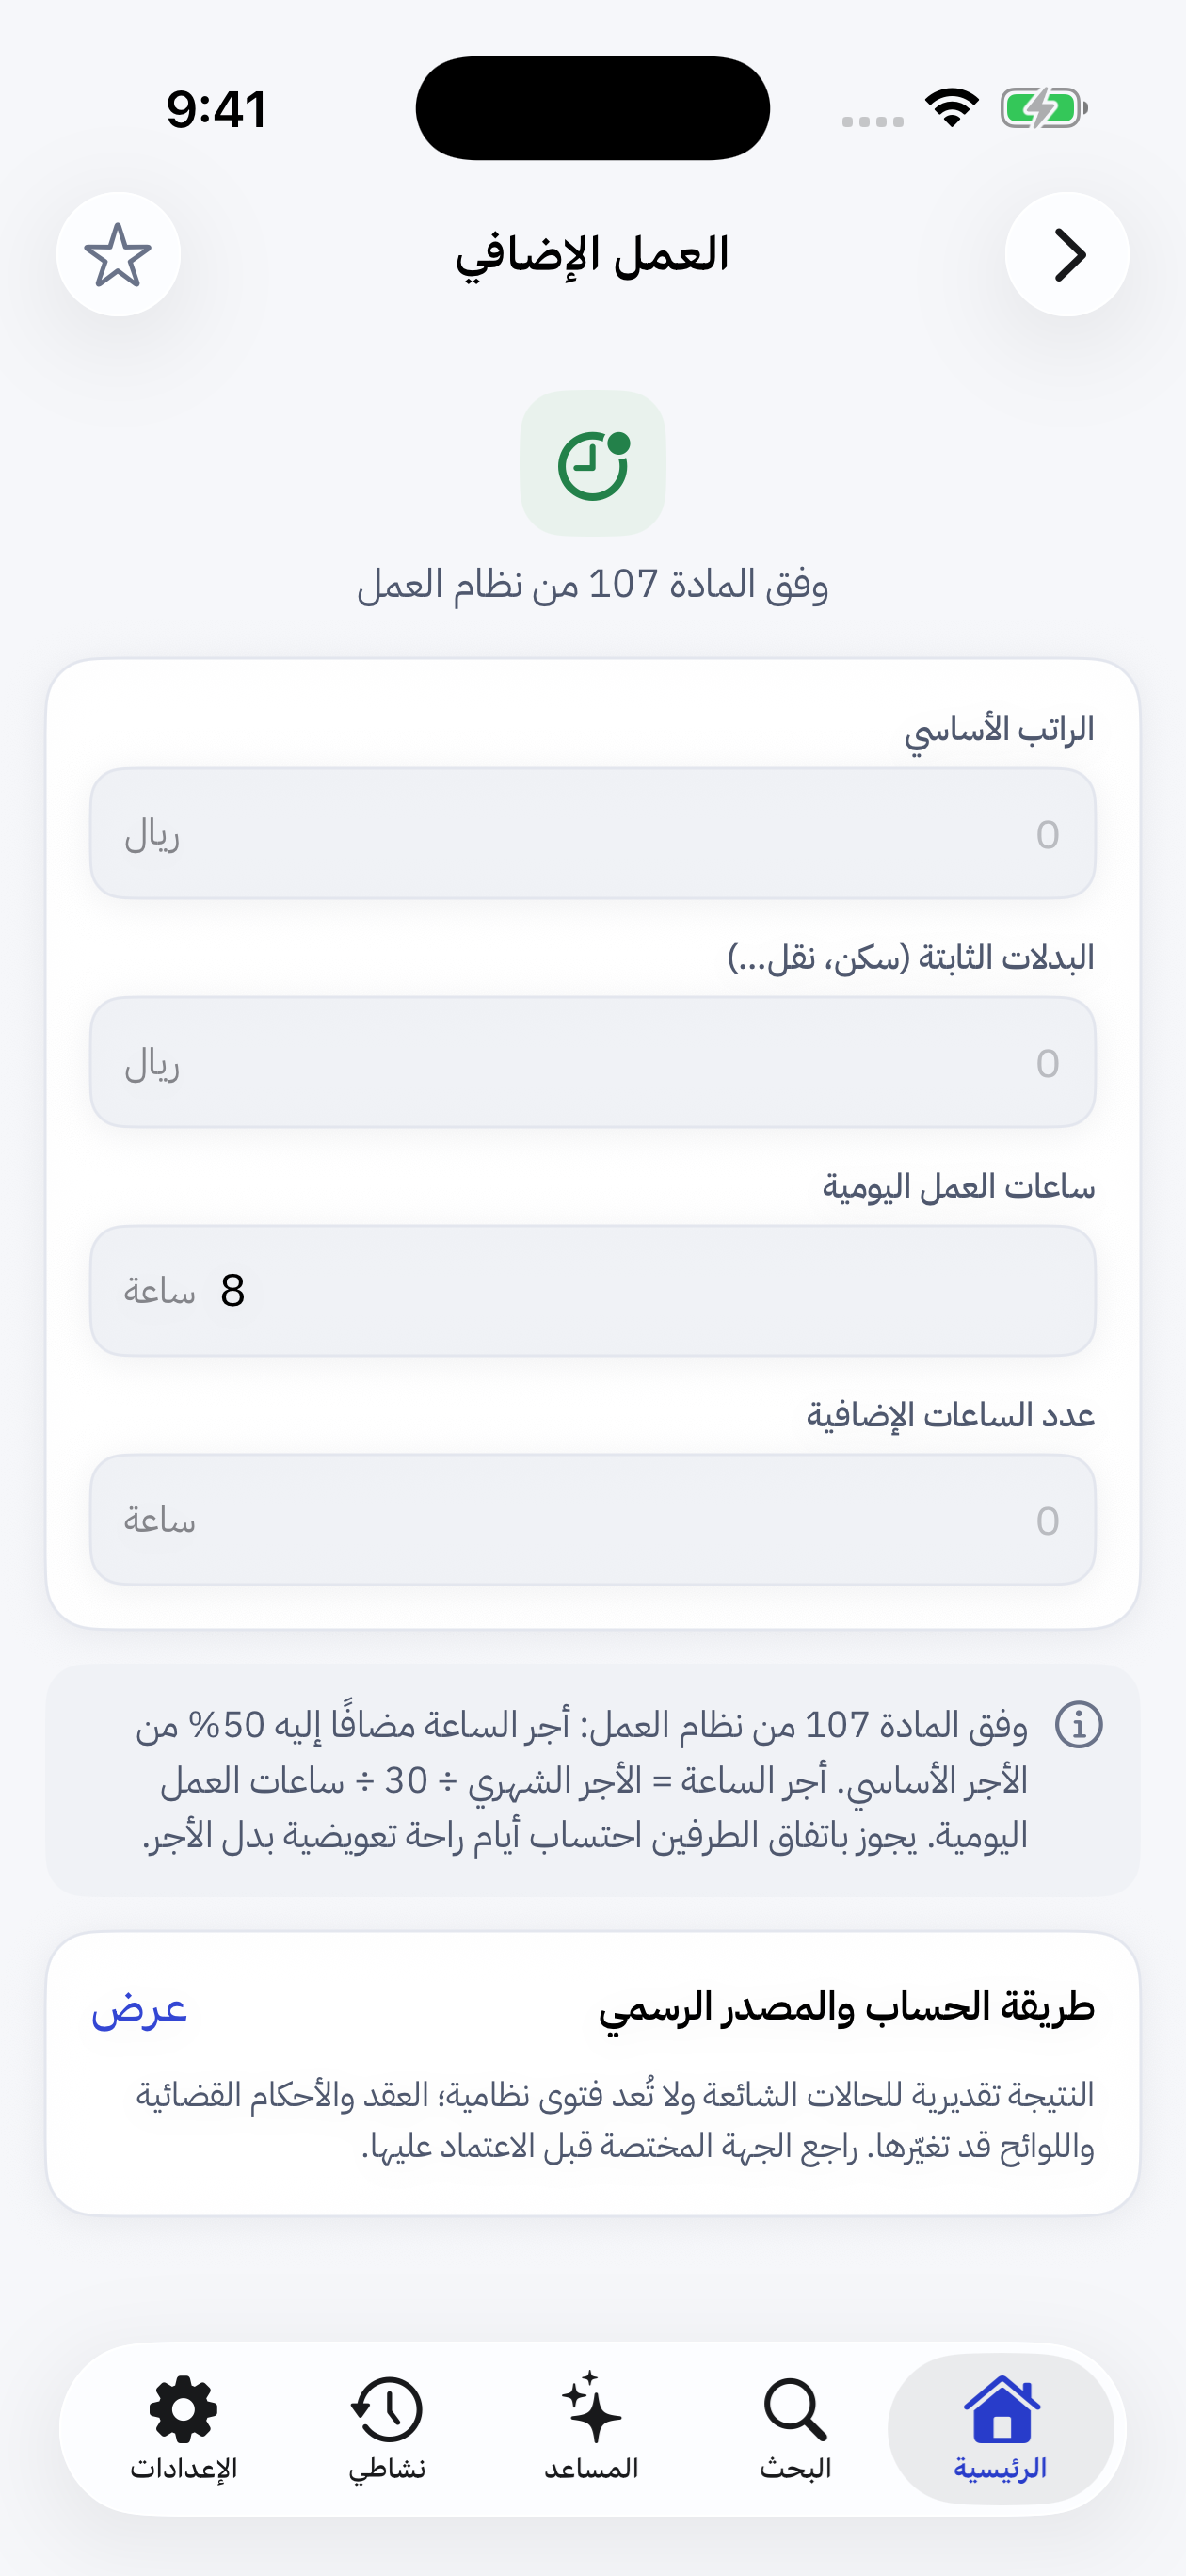 9:41
العمل الإضافي
وفق المادة 107 من نظام العمل
الراتب الأساسي
0 ريال
البدلات الثابتة (سكن، نقل...)
0 ريال
ساعات العمل اليومية
8 ساعة
عدد الساعات الإضافية
0 ساعة
وفق المادة 107 من نظام العمل: أجر الساعة مضافًا إليه 50% من
الأجر الأساسي. أجر الساعة = الأجر الشهري ÷ 30 ÷ ساعات العمل
اليومية. يجوز باتفاق الطرفين احتساب أيام راحة تعويضية بدل الأجر.
طريقة الحساب والمصدر الرسمي
عرض
النتيجة تقديرية للحالات الشائعة ولا تُعد فتوى نظامية؛ العقد والأحكام القضائية
واللوائح قد تغيّرها. راجع الجهة المختصة قبل الاعتماد عليها.
الرئيسية
البحث
المساعد
نشاطي
الإعدادات